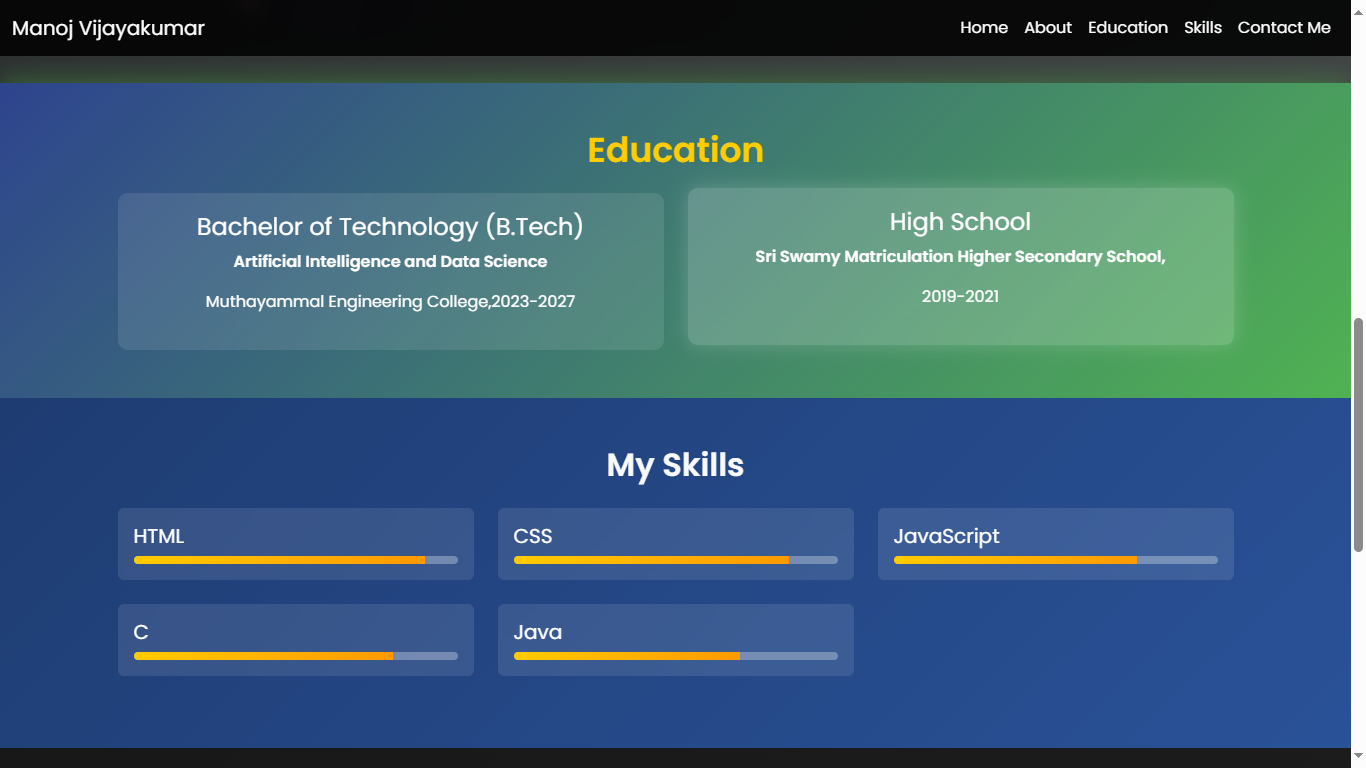 Manoj Vijayakumar
Home About Education Skills Contact Me
Education
Bachelor of Technology (B.Tech)
Artificial Intelligence and Data Science
Muthayammal Engineering College,2023-2027
High School
Sri Swamy Matriculation Higher Secondary School,
2019-2021
My Skills
HTML
CSS
JavaScript
C
Java